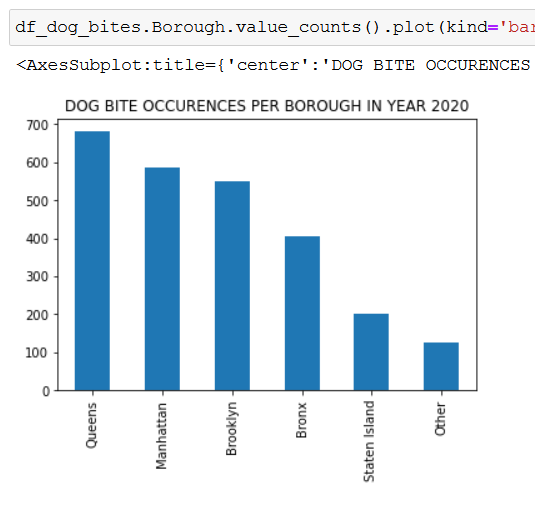 df_dog_bites.Borough.value_counts().plot(kind='bar
<AxesSubplot:title={'center':'DOG BITE OCCURENCES
DOG BITE OCCURENCES PER BOROUGH IN YEAR 2020
700
600
500
400
300
200
100
0
Queens
Manhattan
Brooklyn
Bronx
Staten Island
Other